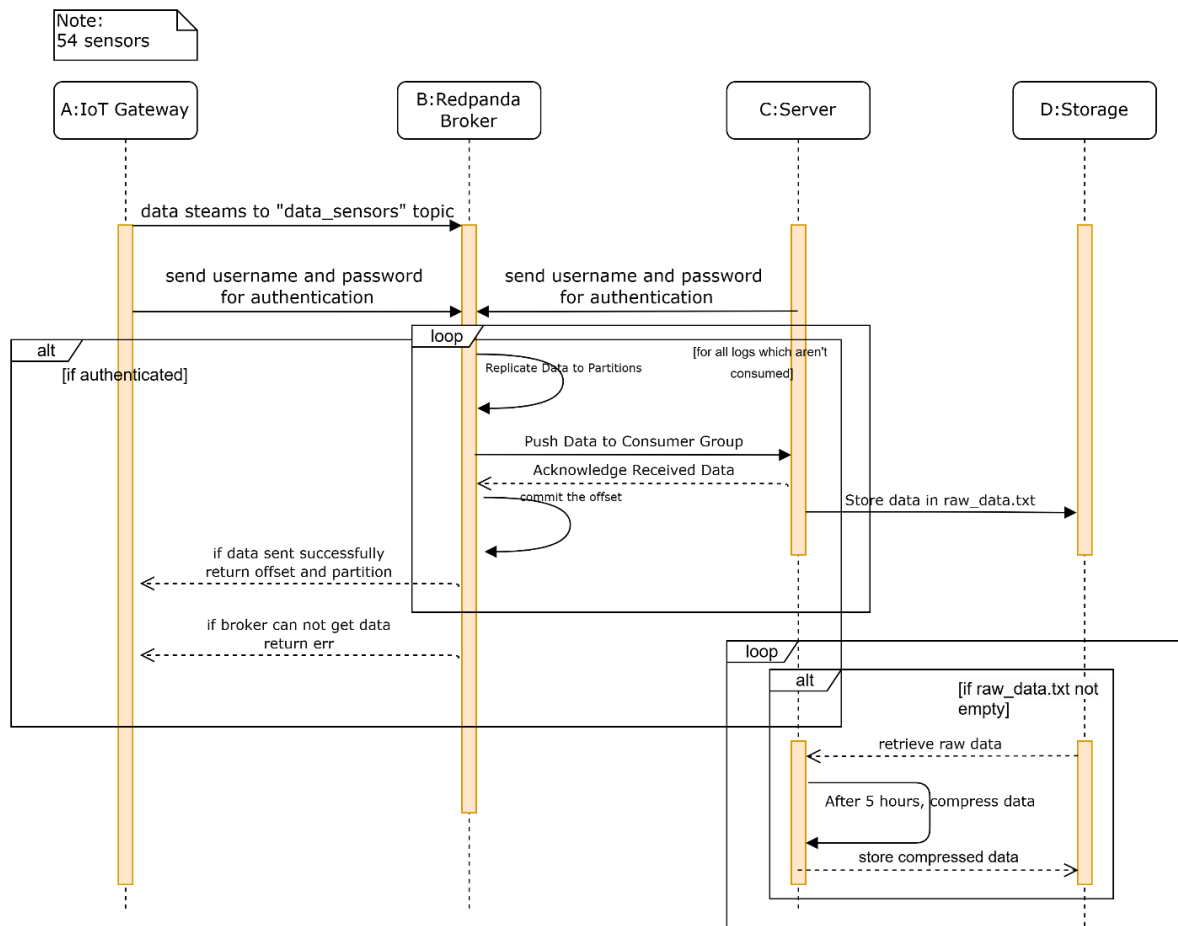 Note:
54 sensors
A:IoT Gateway
B:Redpanda
Broker
C:Server
D:Storage
data steams to "data_sensors" topic
send username and password
for authentication
send username and password
for authentication
loop
alt
[for all logs which aren't
consumed]
[if authenticated]
Replicate Data to Partitions
Push Data to Consumer Group
Acknowledge Received Data
commit the offset
Store data in raw_data.txt
if data sent successfully
return offset and partition
if broker can not get data
return err
loop
alt
[if raw_data.txt not
empty]
retrieve raw data
After 5 hours, compress data
store compressed data